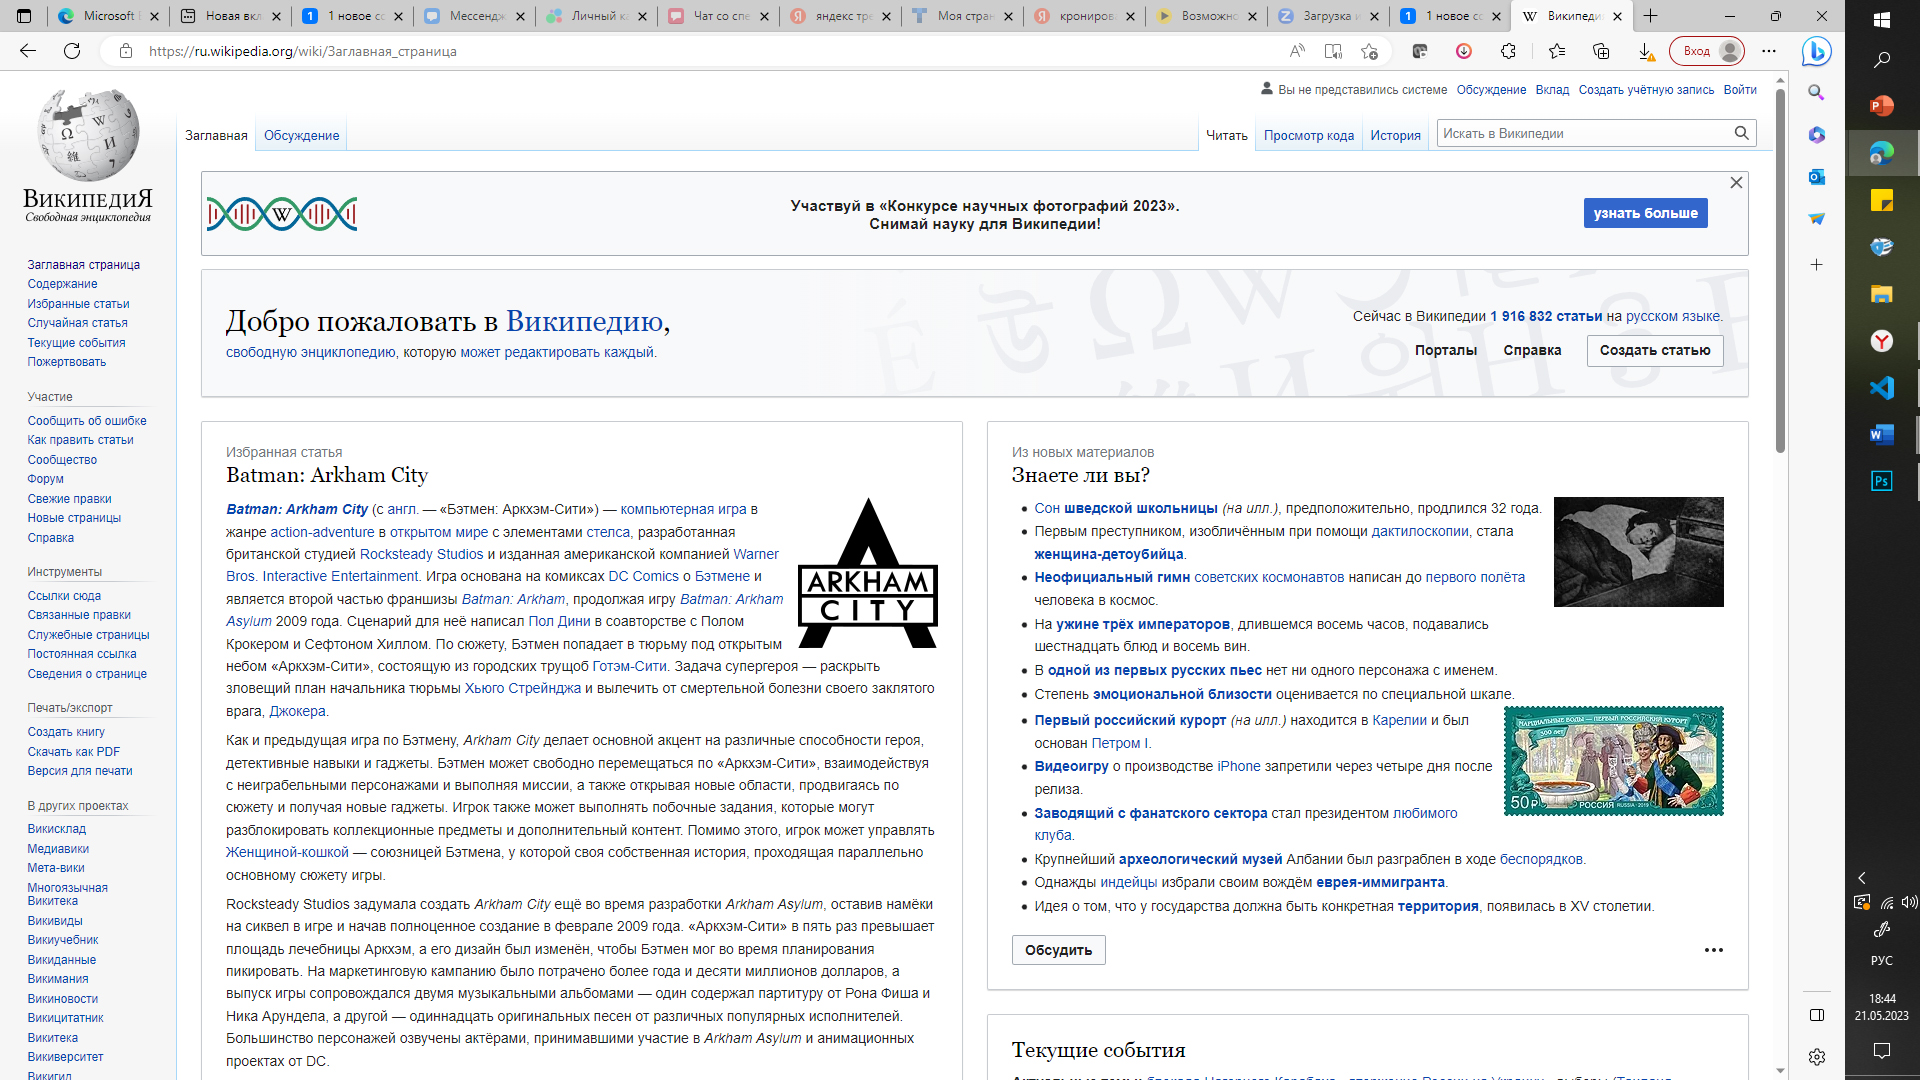 Microsoft B
Новая вкл
1 новое со
Мессендж
Личный ка
Чат со спе
яндекс тре
Моя стран
кронирова
Возможно
Загрузка и
1 новое со
Википеди
https://ru.wikipedia.org/wiki/Заглавная_страница
Вход
Вы не представились системе Обсуждение Вклад Создать учётную запись Войти
Заглавная Обсуждение
Читать Просмотр кода История
Искать в Википедии
ВикипедиЯ
Свободная энциклопедия
Заглавная страница
Содержание
Избранные статьи
Случайная статья
Текущие события
Пожертвовать
Участие
Сообщить об ошибке
Как править статьи
Сообщество
Форум
Свежие правки
Новые страницы
Справка
Инструменты
Ссылки сюда
Связанные правки
Служебные страницы
Постоянная ссылка
Сведения о странице
Печать/экспорт
Создать книгу
Скачать как PDF
Версия для печати
В других проектах
Викисклад
Медиавики
Мета-вики
Многоязычная
Викитека
Викивиды
Викиучебник
Викиданные
Викимания
Викиновости
Викицитатник
Викитека
Викиверситет
Викигид
Участвуй в «Конкурсе научных фотографий 2023».
Снимай науку для Википедии!
узнать больше
Добро пожаловать в Википедию,
свободную энциклопедию, которую может редактировать каждый.
Сейчас в Википедии 1 916 832 статьи на русском языке.
Порталы Справка Создать статью
Избранная статья
Batman: Arkham City
Batman: Arkham City (с англ. — «Бэтмен: Аркхэм-Сити») — компьютерная игра в
жанре action-adventure в открытом мире с элементами стелса, разработанная
британской студией Rocksteady Studios и изданная американской компанией Warner
Bros. Interactive Entertainment. Игра основана на комиксах DC Comics о Бэтмене и
является второй частью франшизы Batman: Arkham, продолжая игру Batman: Arkham
Asylum 2009 года. Сценарий для неё написал Пол Дини в соавторстве с Полом
Крокером и Сефтоном Хиллом. По сюжету, Бэтмен попадает в тюрьму под открытым
небом «Аркхэм-Сити», состоящую из городских трущоб Готэм-Сити. Задача супергероя — раскрыть
зловещий план начальника тюрьмы Хьюго Стрейнджа и вылечить от смертельной болезни своего заклятого
врага, Джокера.
ARKHAM
CITY
Как и предыдущая игра по Бэтмену, Arkham City делает основной акцент на различные способности героя,
детективные навыки и гаджеты. Бэтмен может свободно перемещаться по «Аркхэм-Сити», взаимодействуя
с неиграбельными персонажами и выполняя миссии, а также открывая новые области, продвигаясь по
сюжету и получая новые гаджеты. Игрок также может выполнять побочные задания, которые могут
разблокировать коллекционные предметы и дополнительный контент. Помимо этого, игрок может управлять
Женщиной-кошкой — союзницей Бэтмена, у которой своя собственная история, проходящая параллельно
основному сюжету игры.
Rocksteady Studios задумала создать Arkham City ещё во время разработки Arkham Asylum, оставив намёки
на сиквел в игре и начав полноценное создание в феврале 2009 года. «Аркхэм-Сити» в пять раз превышает
площадь лечебницы Аркхэм, а его дизайн был изменён, чтобы Бэтмен мог во время планирования
пикировать. На маркетинговую кампанию было потрачено более года и десяти миллионов долларов, а
выпуск игры сопровождался двумя музыкальными альбомами — один содержал партитуру от Рона Фиша и
Ника Арундела, а другой — одиннадцать оригинальных песен от различных популярных исполнителей.
Большинство персонажей озвучены актёрами, принимавшими участие в Arkham Asylum и анимационных
проектах от DC.
Из новых материалов
Знаете ли вы?
Сон шведской школьницы (на илл.), предположительно, продлился 32 года.
Первым преступником, изобличённым при помощи дактилоскопии, стала
женщина-детоубийца.
Неофициальный гимн советских космонавтов написан до первого полёта
человека в космос.
На ужине трёх императоров, длившемся восемь часов, подавались
шестнадцать блюд и восемь вин.
В одной из первых русских пьес нет ни одного персонажа с именем.
Степень эмоциональной близости оценивается по специальной шкале.
Первый российский курорт (на илл.) находится в Карелии и был
основан Петром I.
Видеоигру о производстве iPhone запретили через четыре дня после
релиза.
Заводящий с фанатского сектора стал президентом любимого
клуба.
Крупнейший археологический музей Албании был разграблен в ходе беспорядков.
Однажды индейцы избрали своим вождём еврея-иммигранта.
Идея о том, что у государства должна быть конкретная территория, появилась в XV столетии.
МАРЦИАЛЬНЫЕ ВОДЫ — ПЕРВЫЙ РОССИЙСКИЙ КУРОРТ
300 лет
50₽ РОССИЯ RUSSIA·2019
Обсудить
Текущие события
РУС
18:44
21.05.2023